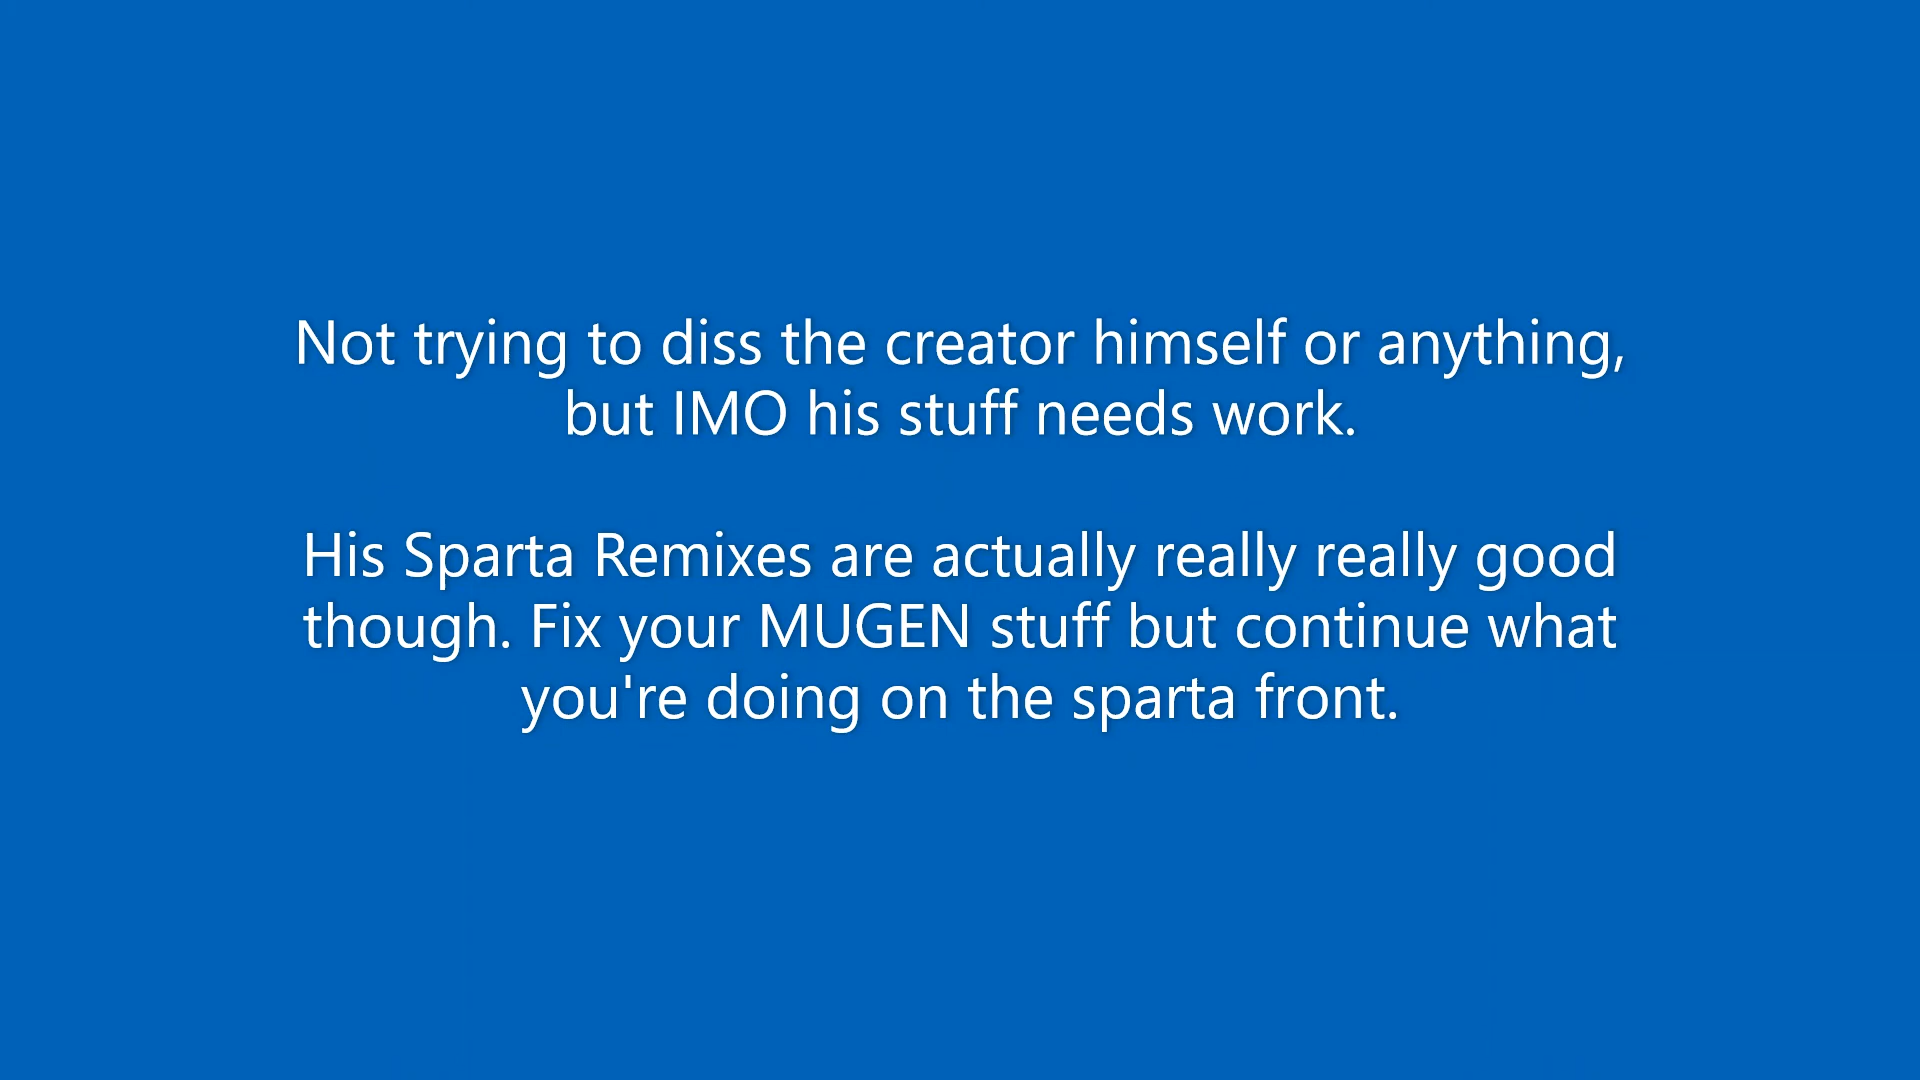 Not trying to diss the creator himself or anything,
but IMO his stuff needs work.
His Sparta Remixes are actually really really good
though. Fix your MUGEN stuff but continue what
you're doing on the sparta front.